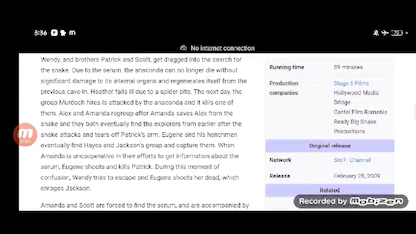 8:36
No internet connection
Wendy, and brothers Patrick and Scott, get dragged into the search for
the snake. Due to the serum, the anaconda can no longer die without
significant damage to its internal organs and regenerates itself from the
previous cave-in. Heather falls ill due to a spider bite. The next day, the
group Murdoch hires is attacked by the anaconda and it kills one of
them. Alex and Amanda regroup after Amanda saves Alex from the
snake and they both eventually find the explorers from earlier after the
snake attacks and tears off Patrick's arm. Eugene and his henchmen
eventually find Hayes and Jackson's group and capture them. When
Amanda is uncooperative in their efforts to get information about the
serum, Eugene shoots and kills Patrick. During this moment of
confusion, Wendy tries to escape and Eugene shoots her dead, which
enrages Jackson.
Amanda and Scott are forced to find the serum, and are accompanied by
Running time 89 minutes
Production companies Stage 6 Films
Hollywood Media
Bridge
Castel Film Romania
Ready Big Snake
Productions
Original release
Network Sci Fi Channel
Release February 28, 2009
Related
Recorded by mobizen